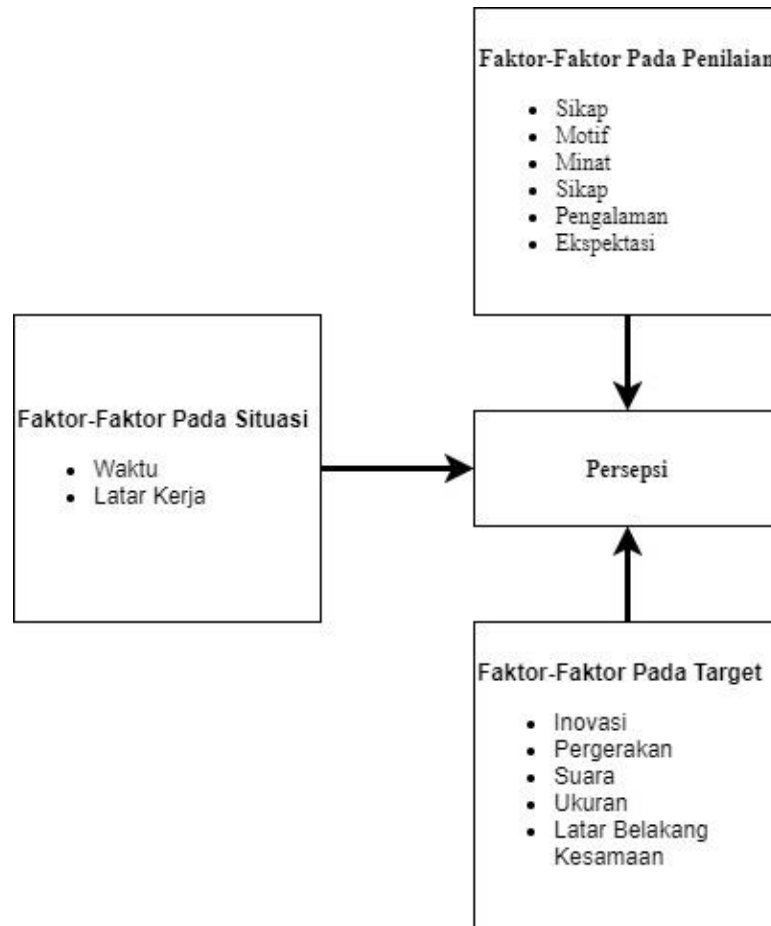 Faktor-Faktor Pada Penilaian
• Sikap
• Motif
• Minat
• Sikap
• Pengalaman
• Ekspektasi
Faktor-Faktor Pada Situasi
• Waktu
• Latar Kerja
Persepsi
Faktor-Faktor Pada Target
• Inovasi
• Pergerakan
• Suara
• Ukuran
• Latar Belakang
Kesamaan